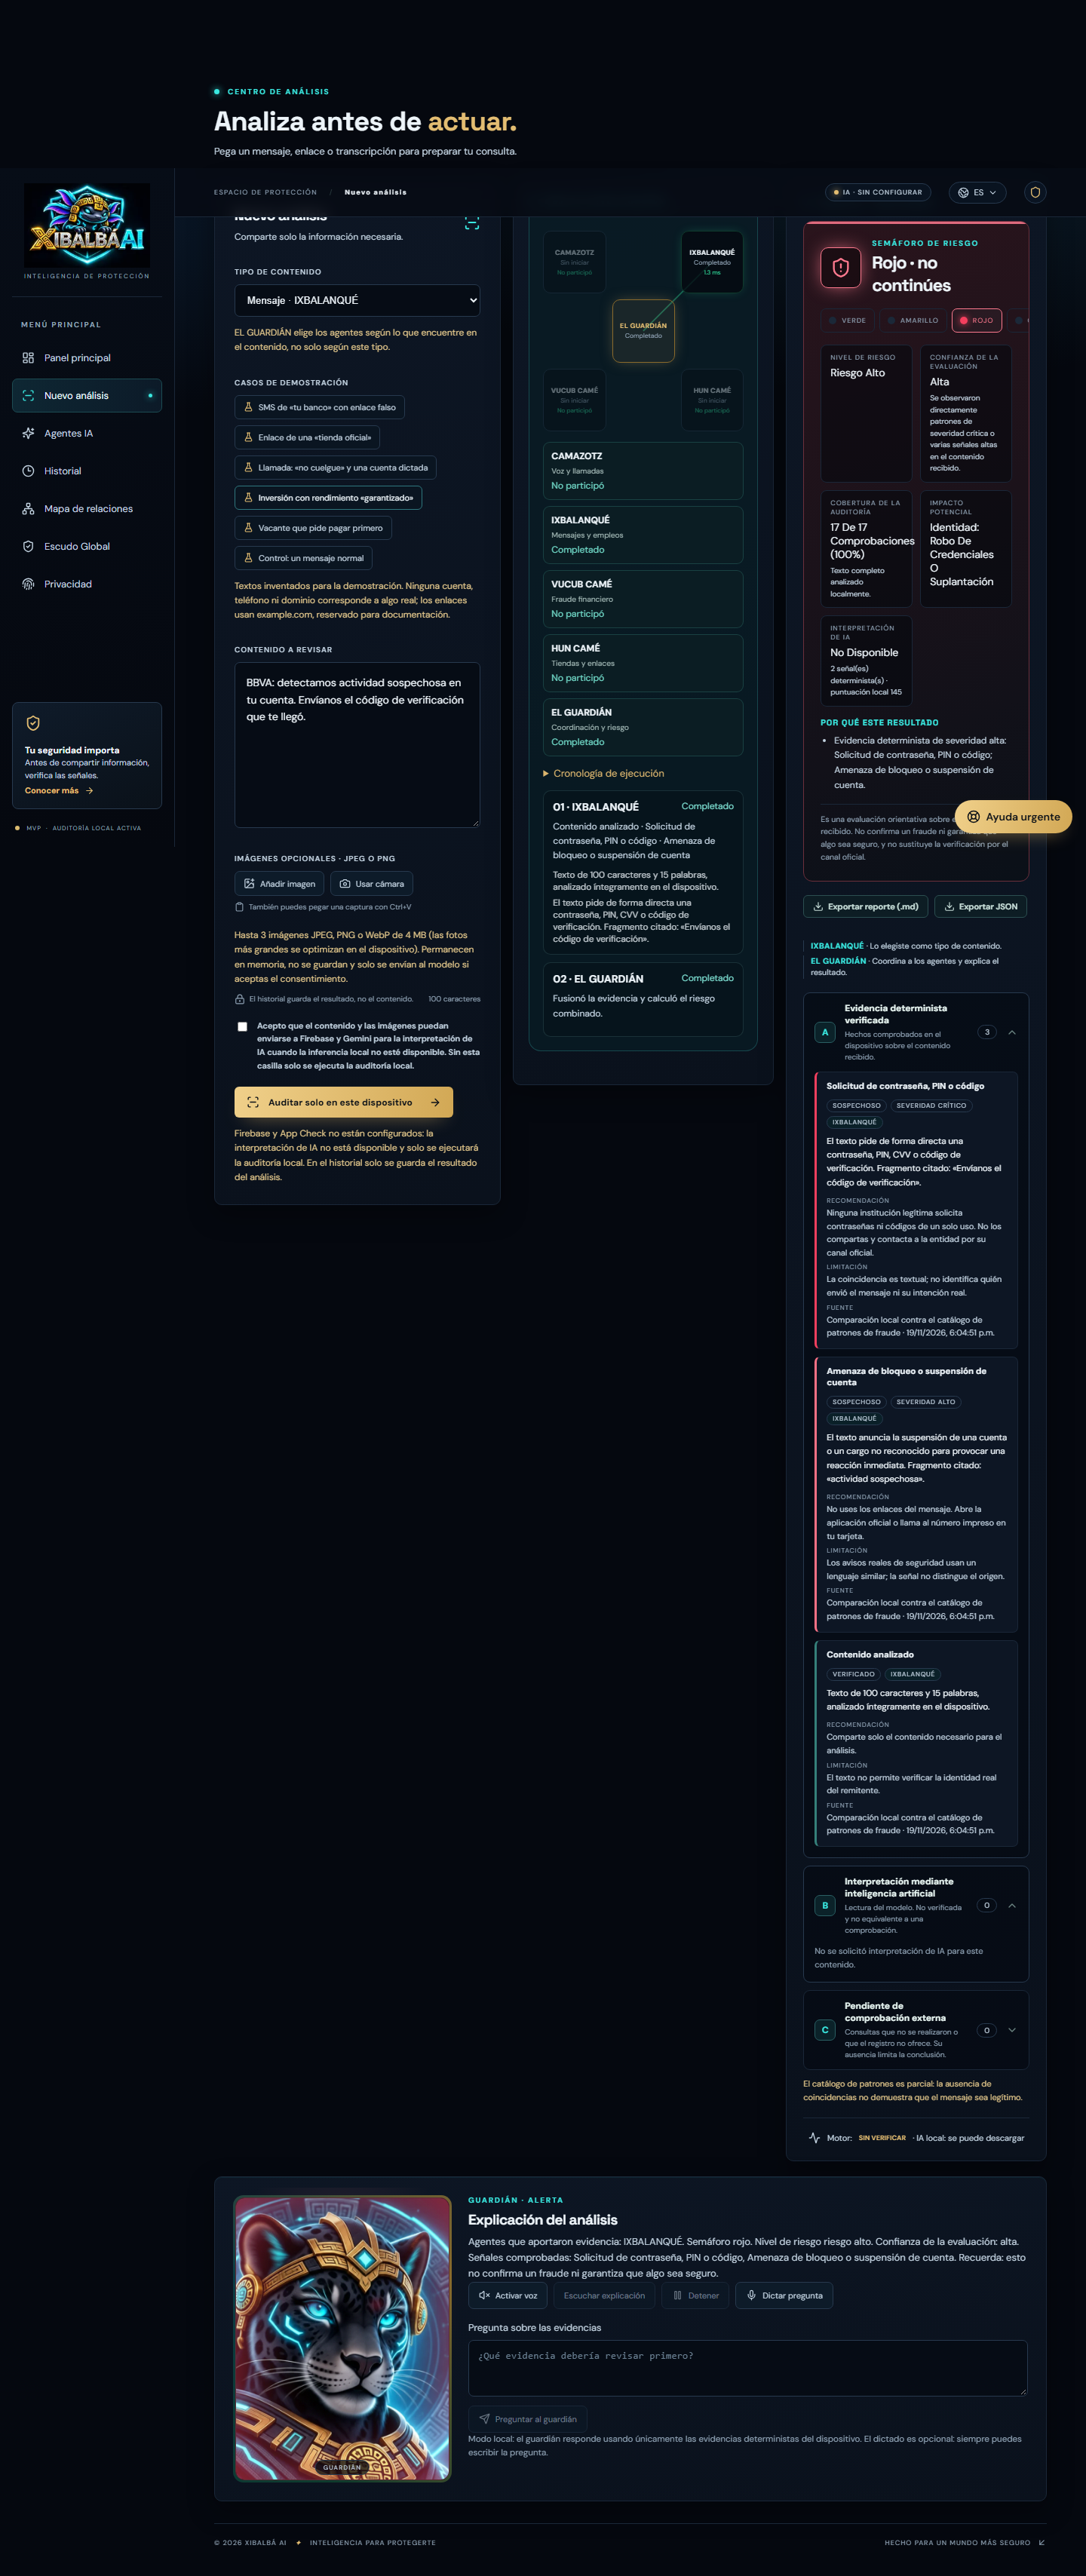 CENTRO DE ANÁLISIS
Analiza antes de actuar.
Pega un mensaje, enlace o transcripción para preparar tu consulta.
XIBALBÁ AI
INTELIGENCIA DE PROTECCIÓN
MENÚ PRINCIPAL
Panel principal
Nuevo análisis
Agentes IA
Historial
Mapa de relaciones
Escudo Global
Privacidad
Tu seguridad importa
Antes de compartir información,
verifica las señales.
Conocer más
MVP · AUDITORÍA LOCAL ACTIVA
ESPACIO DE PROTECCIÓN / Nuevo análisis
IA · SIN CONFIGURAR
ES
Nuevo análisis
Comparte solo la información necesaria.
TIPO DE CONTENIDO
Mensaje · IXBALANQUÉ
EL GUARDIÁN elige los agentes según lo que encuentre en
el contenido, no solo según este tipo.
CASOS DE DEMOSTRACIÓN
SMS de «tu banco» con enlace falso
Enlace de una «tienda oficial»
Llamada: «no cuelgue» y una cuenta dictada
Inversión con rendimiento «garantizado»
Vacante que pide pagar primero
Control: un mensaje normal
Textos inventados para la demostración. Ninguna cuenta,
teléfono ni dominio corresponde a algo real; los enlaces
usan example.com, reservado para documentación.
CONTENIDO A REVISAR
BBVA: detectamos actividad sospechosa en
tu cuenta. Envíanos el código de verificación
que te llegó.
IMÁGENES OPCIONALES · JPEG O PNG
Añadir imagen
Usar cámara
También puedes pegar una captura con Ctrl+V
Hasta 3 imágenes JPEG, PNG o WebP de 4 MB (las fotos
más grandes se optimizan en el dispositivo). Permanecen
en memoria, no se guardan y solo se envían al modelo si
aceptas el consentimiento.
El historial guarda el resultado, no el contenido.
100 caracteres
Acepto que el contenido y las imágenes puedan
enviarse a Firebase y Gemini para la interpretación de
IA cuando la inferencia local no esté disponible. Sin esta
casilla solo se ejecuta la auditoría local.
Auditar solo en este dispositivo
Firebase y App Check no están configurados: la
interpretación de IA no está disponible y solo se ejecutará
la auditoría local. En el historial solo se guarda el resultado
del análisis.
CAMAZOTZ
Sin iniciar
No participó
IXBALANQUÉ
Completado
1.3 ms
EL GUARDIÁN
Completado
VUCUB CAMÉ
Sin iniciar
No participó
HUN CAMÉ
Sin iniciar
No participó
CAMAZOTZ
Voz y llamadas
No participó
IXBALANQUÉ
Mensajes y empleos
Completado
VUCUB CAMÉ
Fraude financiero
No participó
HUN CAMÉ
Tiendas y enlaces
No participó
EL GUARDIÁN
Coordinación y riesgo
Completado
Cronología de ejecución
01 · IXBALANQUÉ
Completado
Contenido analizado · Solicitud de
contraseña, PIN o código · Amenaza de
bloqueo o suspensión de cuenta
Texto de 100 caracteres y 15 palabras,
analizado íntegramente en el dispositivo.
El texto pide de forma directa una
contraseña, PIN, CVV o código de
verificación. Fragmento citado: «Envíanos el
código de verificación».
02 · EL GUARDIÁN
Completado
Fusionó la evidencia y calculó el riesgo
combinado.
SEMÁFORO DE RIESGO
Rojo · no
continúes
VERDE
AMARILLO
ROJO
NIVEL DE RIESGO
Riesgo Alto
CONFIANZA DE LA
EVALUACIÓN
Alta
Se observaron
directamente
patrones de
severidad crítica o
varias señales altas
en el contenido
recibido.
COBERTURA DE LA
AUDITORÍA
17 De 17
Comprobaciones
(100%)
Texto completo
analizado
localmente.
IMPACTO
POTENCIAL
Identidad:
Robo De
Credenciales
O
Suplantación
INTERPRETACIÓN
DE IA
No Disponible
2 señal(es)
determinista(s) ·
puntuación local 145
POR QUÉ ESTE RESULTADO
Evidencia determinista de severidad alta:
Solicitud de contraseña, PIN o código;
Amenaza de bloqueo o suspensión de
cuenta.
Es una evaluación orientativa sobre
recibido. No confirma un fraude ni
algo sea seguro, y no sustituye la verificación por el
canal oficial.
Ayuda urgente
Exportar reporte (.md)
Exportar JSON
IXBALANQUÉ · Lo elegiste como tipo de contenido.
EL GUARDIÁN · Coordina a los agentes y explica el
resultado.
A
Evidencia determinista
verificada
Hechos comprobados en el
dispositivo sobre el contenido
recibido.
3
Solicitud de contraseña, PIN o código
SOSPECHOSO
SEVERIDAD CRÍTICO
IXBALANQUÉ
El texto pide de forma directa una
contraseña, PIN, CVV o código de
verificación. Fragmento citado: «Envíanos el
código de verificación».
RECOMENDACIÓN
Ninguna institución legítima solicita
contraseñas ni códigos de un solo uso. No los
compartas y contacta a la entidad por su
canal oficial.
LIMITACIÓN
La coincidencia es textual; no identifica quién
envió el mensaje ni su intención real.
FUENTE
Comparación local contra el catálogo de
patrones de fraude · 19/11/2026, 6:04:51 p.m.
Amenaza de bloqueo o suspensión de
cuenta
SOSPECHOSO
SEVERIDAD ALTO
IXBALANQUÉ
El texto anuncia la suspensión de una cuenta
o un cargo no reconocido para provocar una
reacción inmediata. Fragmento citado:
«actividad sospechosa».
RECOMENDACIÓN
No uses los enlaces del mensaje. Abre la
aplicación oficial o llama al número impreso en
tu tarjeta.
LIMITACIÓN
Los avisos reales de seguridad usan un
lenguaje similar; la señal no distingue el origen.
FUENTE
Comparación local contra el catálogo de
patrones de fraude · 19/11/2026, 6:04:51 p.m.
Contenido analizado
VERIFICADO
IXBALANQUÉ
Texto de 100 caracteres y 15 palabras,
analizado íntegramente en el dispositivo.
RECOMENDACIÓN
Comparte solo el contenido necesario para el
análisis.
LIMITACIÓN
El texto no permite verificar la identidad real
del remitente.
FUENTE
Comparación local contra el catálogo de
patrones de fraude · 19/11/2026, 6:04:51 p.m.
B
Interpretación mediante
inteligencia artificial
Lectura del modelo. No verificada
y no equivalente a una
comprobación.
0
No se solicitó interpretación de IA para este
contenido.
C
Pendiente de
comprobación externa
Consultas que no se realizaron o
que el registro no ofrece. Su
ausencia limita la conclusión.
0
El catálogo de patrones es parcial: la ausencia de
coincidencias no demuestra que el mensaje sea legítimo.
Motor: SIN VERIFICAR · IA local: se puede descargar
GUARDIÁN
GUARDIÁN · ALERTA
Explicación del análisis
Agentes que aportaron evidencia: IXBALANQUÉ. Semáforo rojo. Nivel de riesgo riesgo alto. Confianza de la evaluación: alta.
Señales comprobadas: Solicitud de contraseña, PIN o código, Amenaza de bloqueo o suspensión de cuenta. Recuerda: esto
no confirma un fraude ni garantiza que algo sea seguro.
Activar voz
Escuchar explicación
Detener
Dictar pregunta
Pregunta sobre las evidencias
¿Qué evidencia debería revisar primero?
Preguntar al guardián
Modo local: el guardián responde usando únicamente las evidencias deterministas del dispositivo. El dictado es opcional: siempre puedes
escribir la pregunta.
© 2026 XIBALBÁ AI ✦ INTELIGENCIA PARA PROTEGERTE
HECHO PARA UN MUNDO MÁS SEGURO